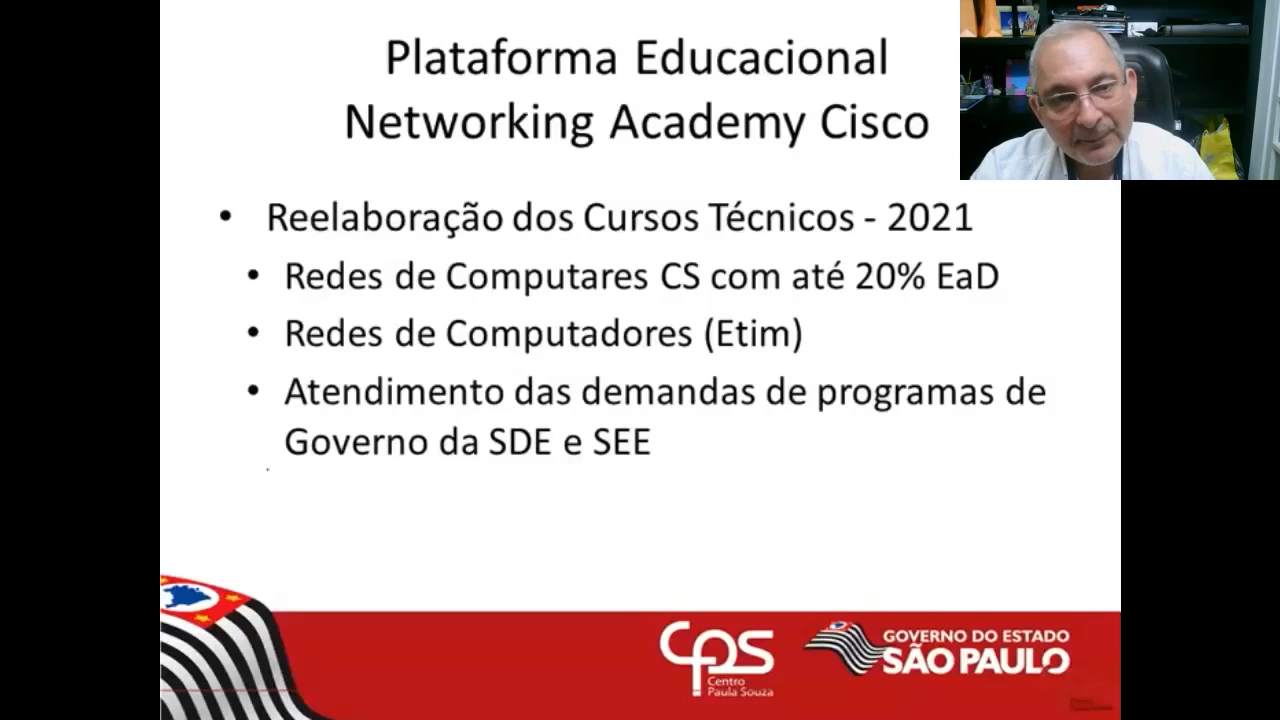 Plataforma Educacional
Networking Academy Cisco
• Reelaboração dos Cursos Técnicos - 2021
• Redes de Computares CS com até 20% EaD
• Redes de Computadores (Etim)
• Atendimento das demandas de programas de
Governo da SDE e SEE
CPS
Centro
Paula Souza
GOVERNO DO ESTADO
SÃO PAULO